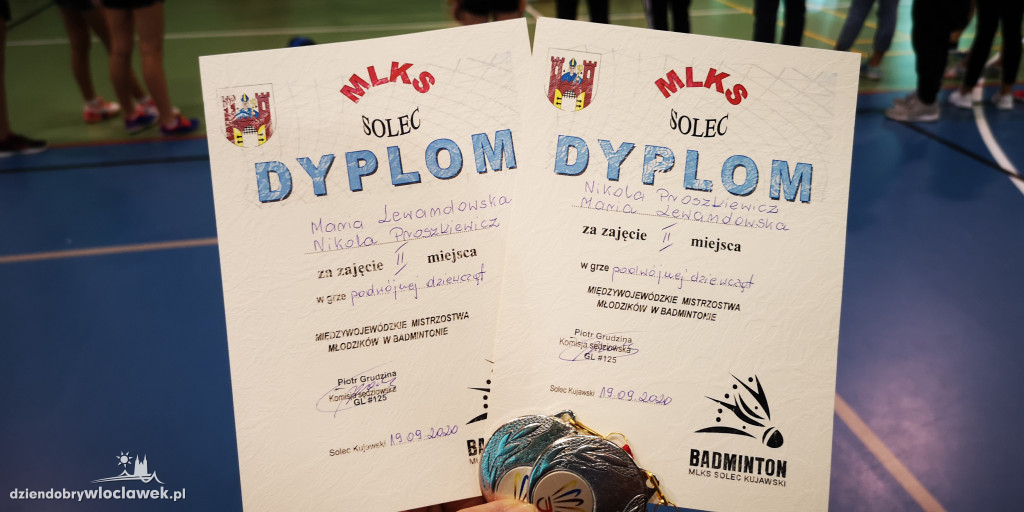 MLKS
SOLEC
DYPLOM
Maria Lewandowska
Nikola Proszkiewicz
za zajęcie II miejsca
w grze podwójnej dziewcząt
MIĘDZYWOJEWÓDZKIE MISTRZOSTWA
MŁODZIKÓW W BADMINTONIE
Piotr Grudzina
Komisja sędziowska
GL #125
Solec Kujawski 19.09.2020
MLKS
SOLEC
DYPLOM
Nikola Proszkiewicz
Maria Lewandowska
za zajęcie II miejsca
w grze podwójnej dziewcząt
MIĘDZYWOJEWÓDZKIE MISTRZOSTWA
MŁODZIKÓW W BADMINTONIE
Piotr Grudzina
Komisja sędziowska
GL #125
Solec Kujawski 19.09.2020
BADMINTON
MLKS SOLEC KUJAWSKI
dziendobrywloclawek.pl